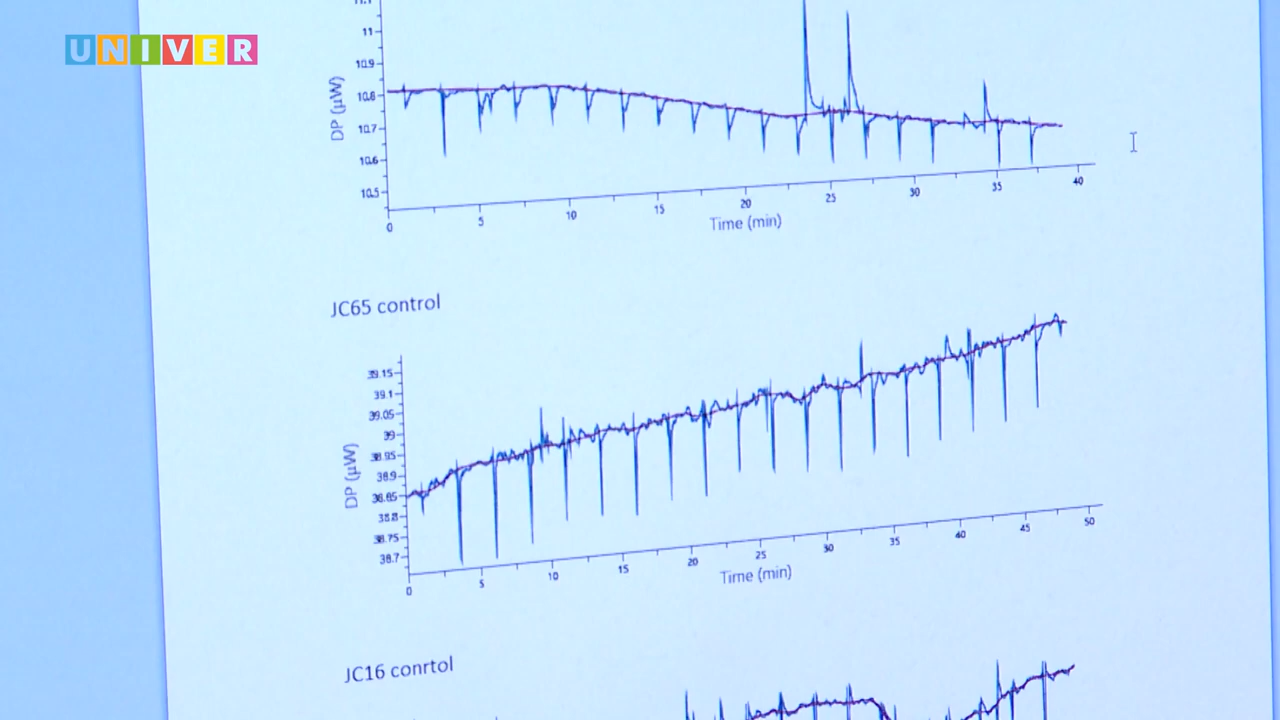 UNIVER
11.1
11
10.9
10.8
10.7
10.6
10.5
DP (μW)
0 5 10 15 20 25 30 35 40
Time (min)
JC65 control
39.15
39.1
39.05
39
38.95
38.9
38.85
38.8
38.75
38.7
DP (μW)
0 5 10 15 20 25 30 35 40 45 50
Time (min)
JC16 conrtol